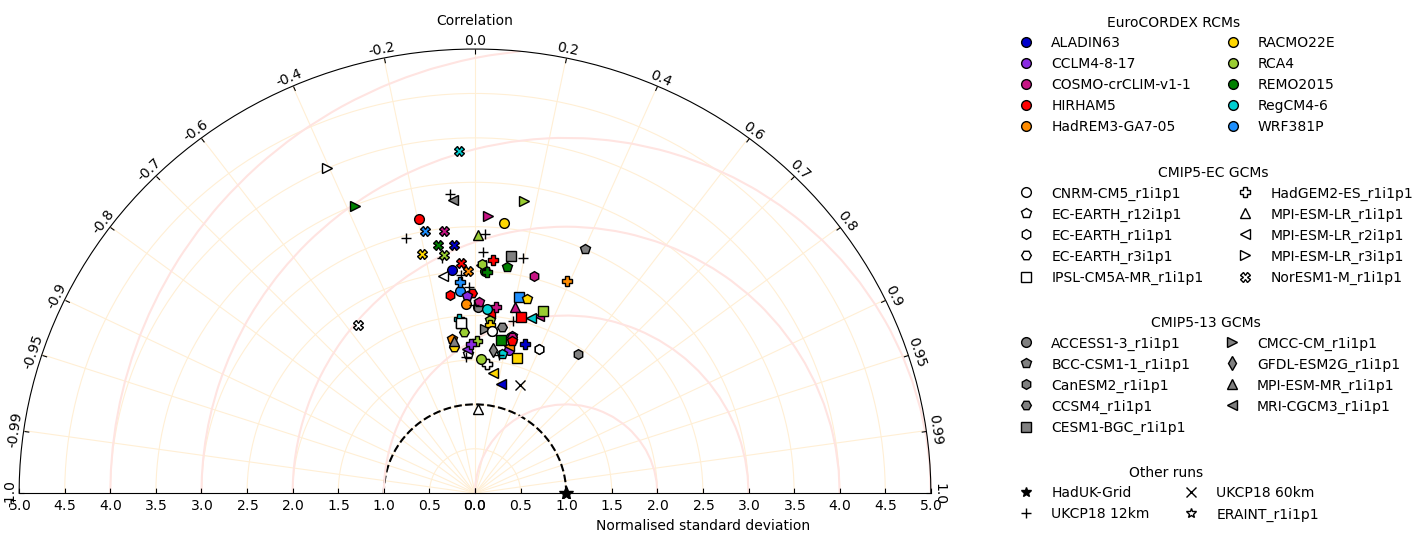 Correlation
-0.2 0.0 0.2
-0.4 0.4
-0.6 0.6
-0.7 0.7
-0.8 0.8
-0.9 0.9
-0.95 0.95
-0.99 0.99
-1.0 1.0
5.0 4.5 4.0 3.5 3.0 2.5 2.0 1.5 1.0 0.5 0.0 0.5 1.0 1.5 2.0 2.5 3.0 3.5 4.0 4.5 5.0
Normalised standard deviation
EuroCORDEX RCMs
ALADIN63 RACMO22E
CCLM4-8-17 RCA4
COSMO-crCLIM-v1-1 REMO2015
HIRHAM5 RegCM4-6
HadREM3-GA7-05 WRF381P
CMIP5-EC GCMs
CNRM-CM5_r1i1p1 HadGEM2-ES_r1i1p1
EC-EARTH_r12i1p1 MPI-ESM-LR_r1i1p1
EC-EARTH_r1i1p1 MPI-ESM-LR_r2i1p1
EC-EARTH_r3i1p1 MPI-ESM-LR_r3i1p1
IPSL-CM5A-MR_r1i1p1 NorESM1-M_r1i1p1
CMIP5-13 GCMs
ACCESS1-3_r1i1p1 CMCC-CM_r1i1p1
BCC-CSM1-1_r1i1p1 GFDL-ESM2G_r1i1p1
CanESM2_r1i1p1 MPI-ESM-MR_r1i1p1
CCSM4_r1i1p1 MRI-CGCM3_r1i1p1
CESM1-BGC_r1i1p1
Other runs
HadUK-Grid UKCP18 60km
UKCP18 12km ERAINT_r1i1p1